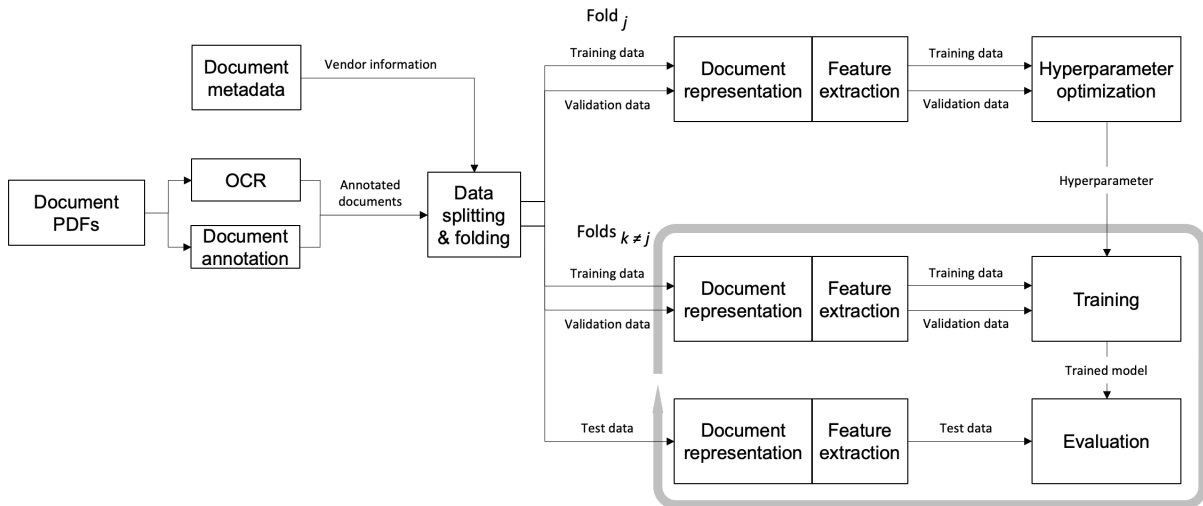 Fold j
Document
metadata
Vendor information
Training data
Validation data
Document
representation
Feature
extraction
Training data
Validation data
Hyperparameter
optimization
Document
PDFs
OCR
Document
annotation
Annotated
documents
Data
splitting
& folding
Hyperparameter
Folds k ≠ j
Training data
Validation data
Document
representation
Feature
extraction
Training data
Validation data
Training
Trained model
Test data
Document
representation
Feature
extraction
Test data
Evaluation